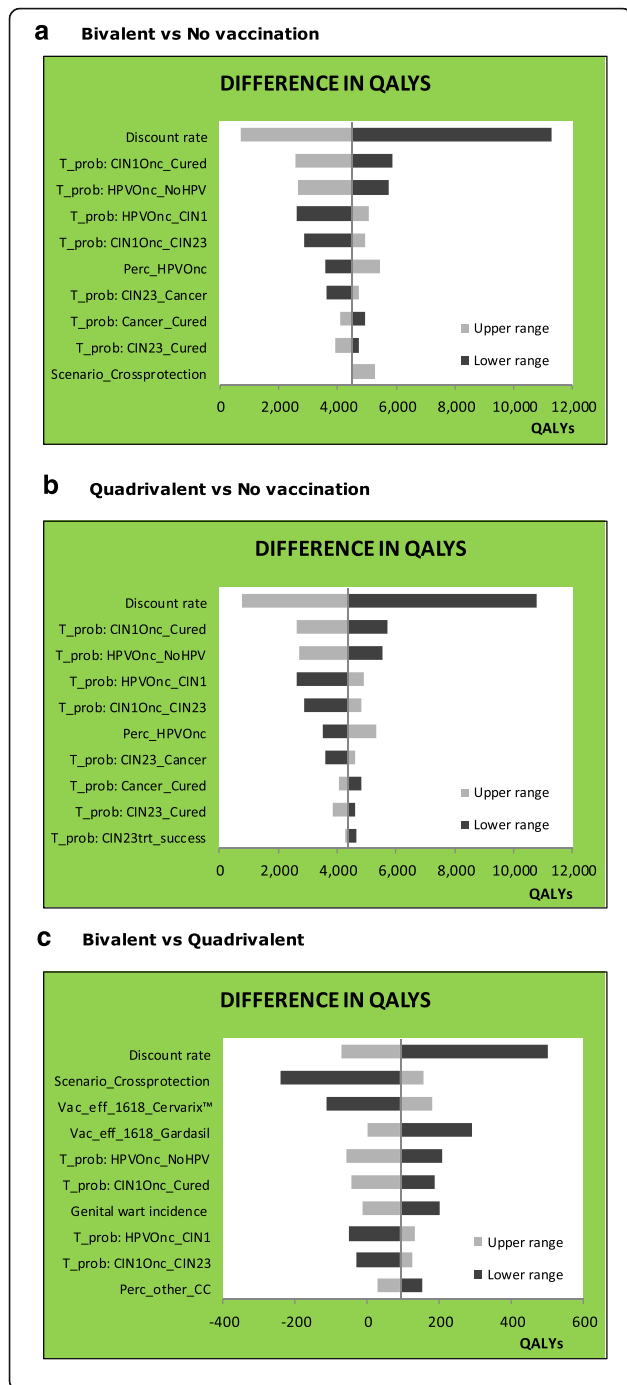 a Bivalent vs No vaccination
DIFFERENCE IN QALYS
Discount rate
T_prob: CIN1Onc_Cured
T_prob: HPVOnc_NoHPV
T_prob: HPVOnc_CIN1
T_prob: CIN1Onc_CIN23
Perc_HPVOnc
T_prob: CIN23_Cancer
T_prob: Cancer_Cured
T_prob: CIN23_Cured
Scenario_Crossprotection
Upper range
Lower range
0 2,000 4,000 6,000 8,000 10,000 12,000
QALYs
b Quadrivalent vs No vaccination
DIFFERENCE IN QALYS
Discount rate
T_prob: CIN1Onc_Cured
T_prob: HPVOnc_NoHPV
T_prob: HPVOnc_CIN1
T_prob: CIN1Onc_CIN23
Perc_HPVOnc
T_prob: CIN23_Cancer
T_prob: Cancer_Cured
T_prob: CIN23_Cured
T_prob: CIN23trt_success
Upper range
Lower range
0 2,000 4,000 6,000 8,000 10,000 12,000
QALYs
c Bivalent vs Quadrivalent
DIFFERENCE IN QALYS
Discount rate
Scenario_Crossprotection
Vac_eff_1618_Cervarix™
Vac_eff_1618_Gardasil
T_prob: HPVOnc_NoHPV
T_prob: CIN1Onc_Cured
Genital wart incidence
T_prob: HPVOnc_CIN1
T_prob: CIN1Onc_CIN23
Perc_other_CC
Upper range
Lower range
-400 -200 0 200 400 600
QALYs